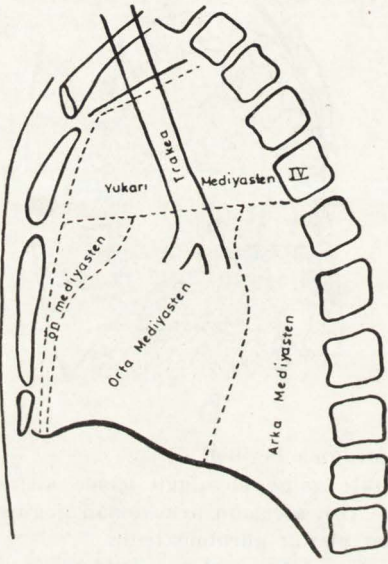 Trakea
Yukarı Mediyasten
IV.
Ön mediyasten
Orta Mediyasten
Arka Mediyasten